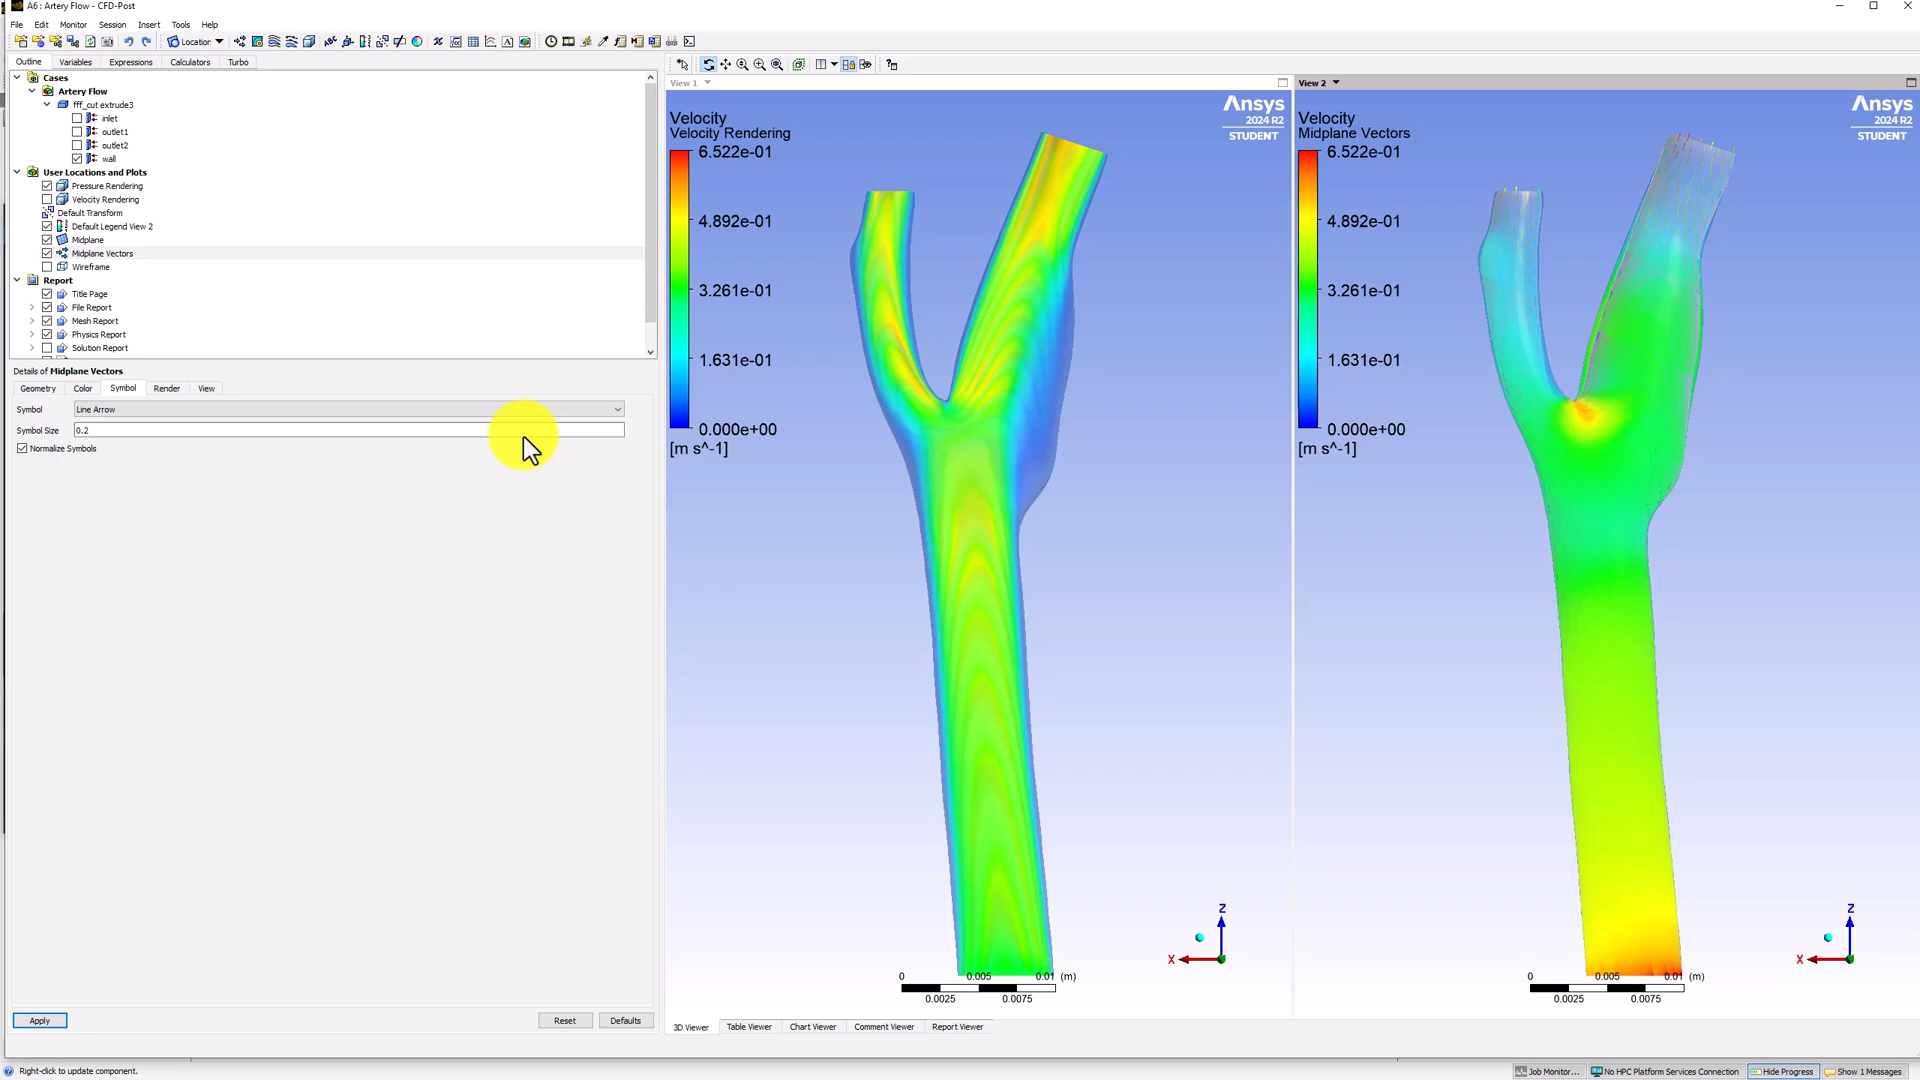 A6 : Artery Flow - CFD-Post
File Edit Monitor Session Insert Tools Help
Location
Outline Variables Expressions Calculators Turbo
Cases
Artery Flow
fff_cut extrude3
inlet
outlet1
outlet2
wall
User Locations and Plots
Pressure Rendering
Velocity Rendering
Default Transform
Default Legend View 2
Midplane
Midplane Vectors
Wireframe
Report
Title Page
File Report
Mesh Report
Physics Report
Solution Report
Details of Midplane Vectors
Geometry Color Symbol Render View
Symbol Line Arrow
Symbol Size 0.2
Normalize Symbols
Apply Reset Defaults
View 1
Velocity
Velocity Rendering
6.522e-01
4.892e-01
3.261e-01
1.631e-01
0.000e+00
[m s^-1]
Ansys
2024 R2
STUDENT
Z
X
0 0.005 0.01 (m)
0.0025 0.0075
View 2
Velocity
Midplane Vectors
6.522e-01
4.892e-01
3.261e-01
1.631e-01
0.000e+00
[m s^-1]
Ansys
2024 R2
STUDENT
Z
X
0 0.005 0.01 (m)
0.0025 0.0075
3D Viewer Table Viewer Chart Viewer Comment Viewer Report Viewer
Right-click to update component.
Job Monitor... No HPC Platform Services Connection Hide Progress Show 1 Messages